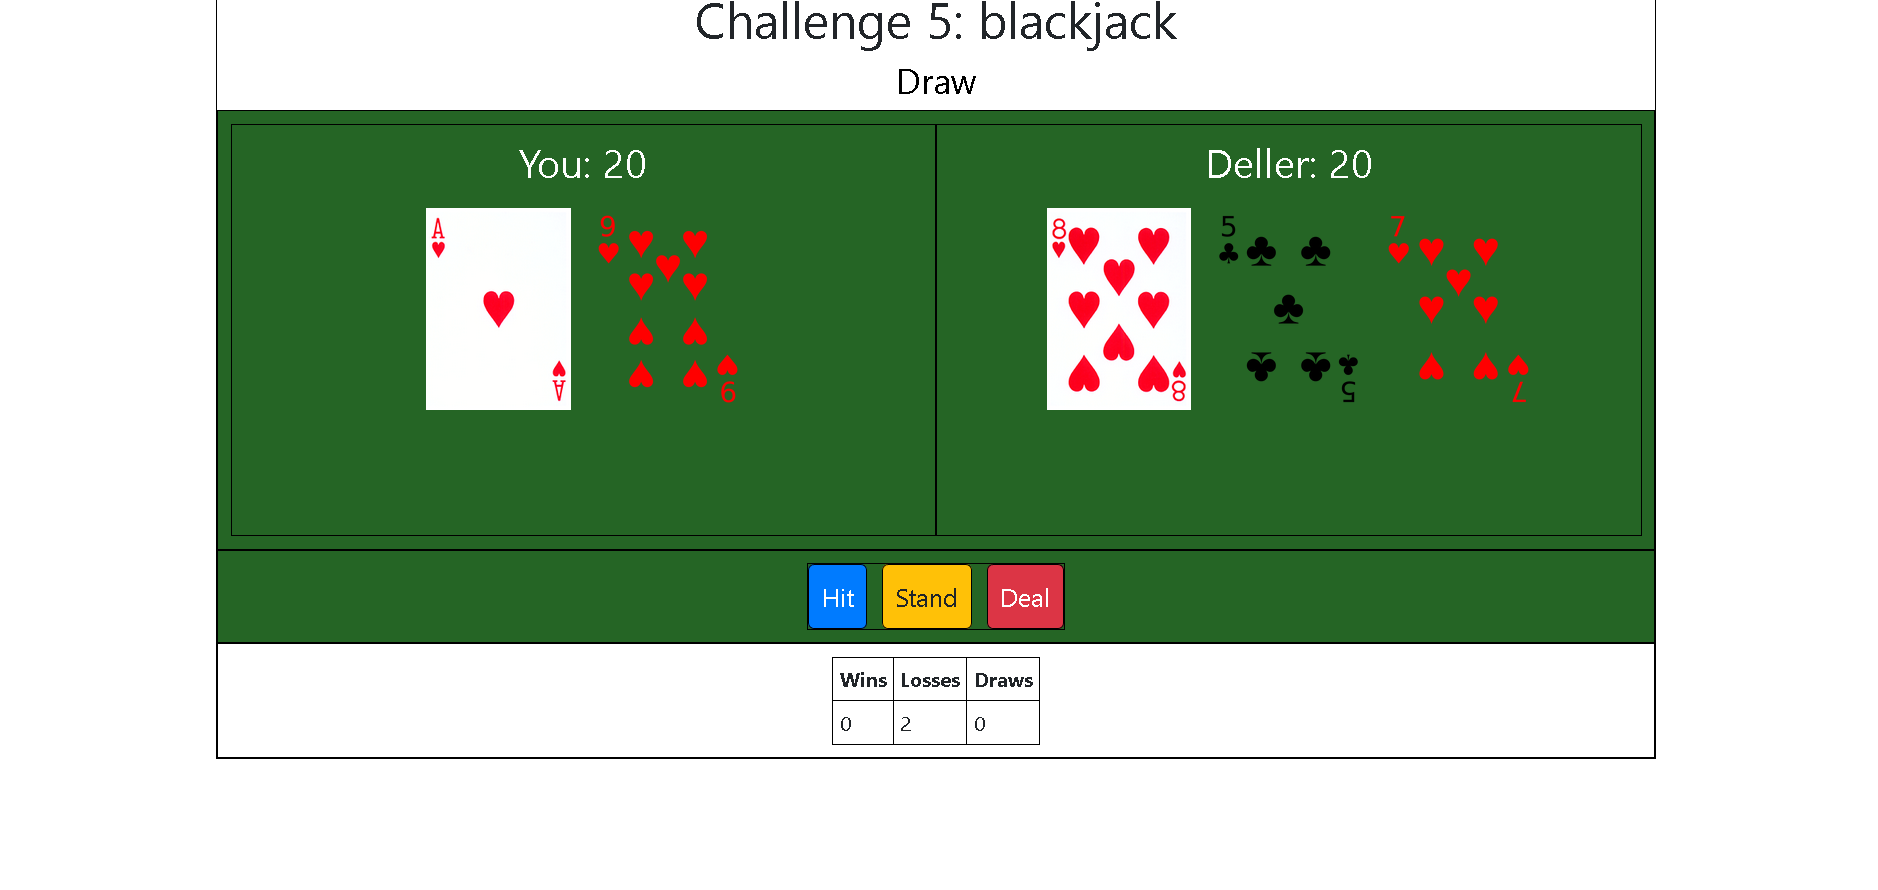 Challenge 5: blackjack
Draw
You: 20
A
A
9
9
Deller: 20
8
8
5
5
7
7
Hit Stand Deal
Wins Losses Draws
0 2 0